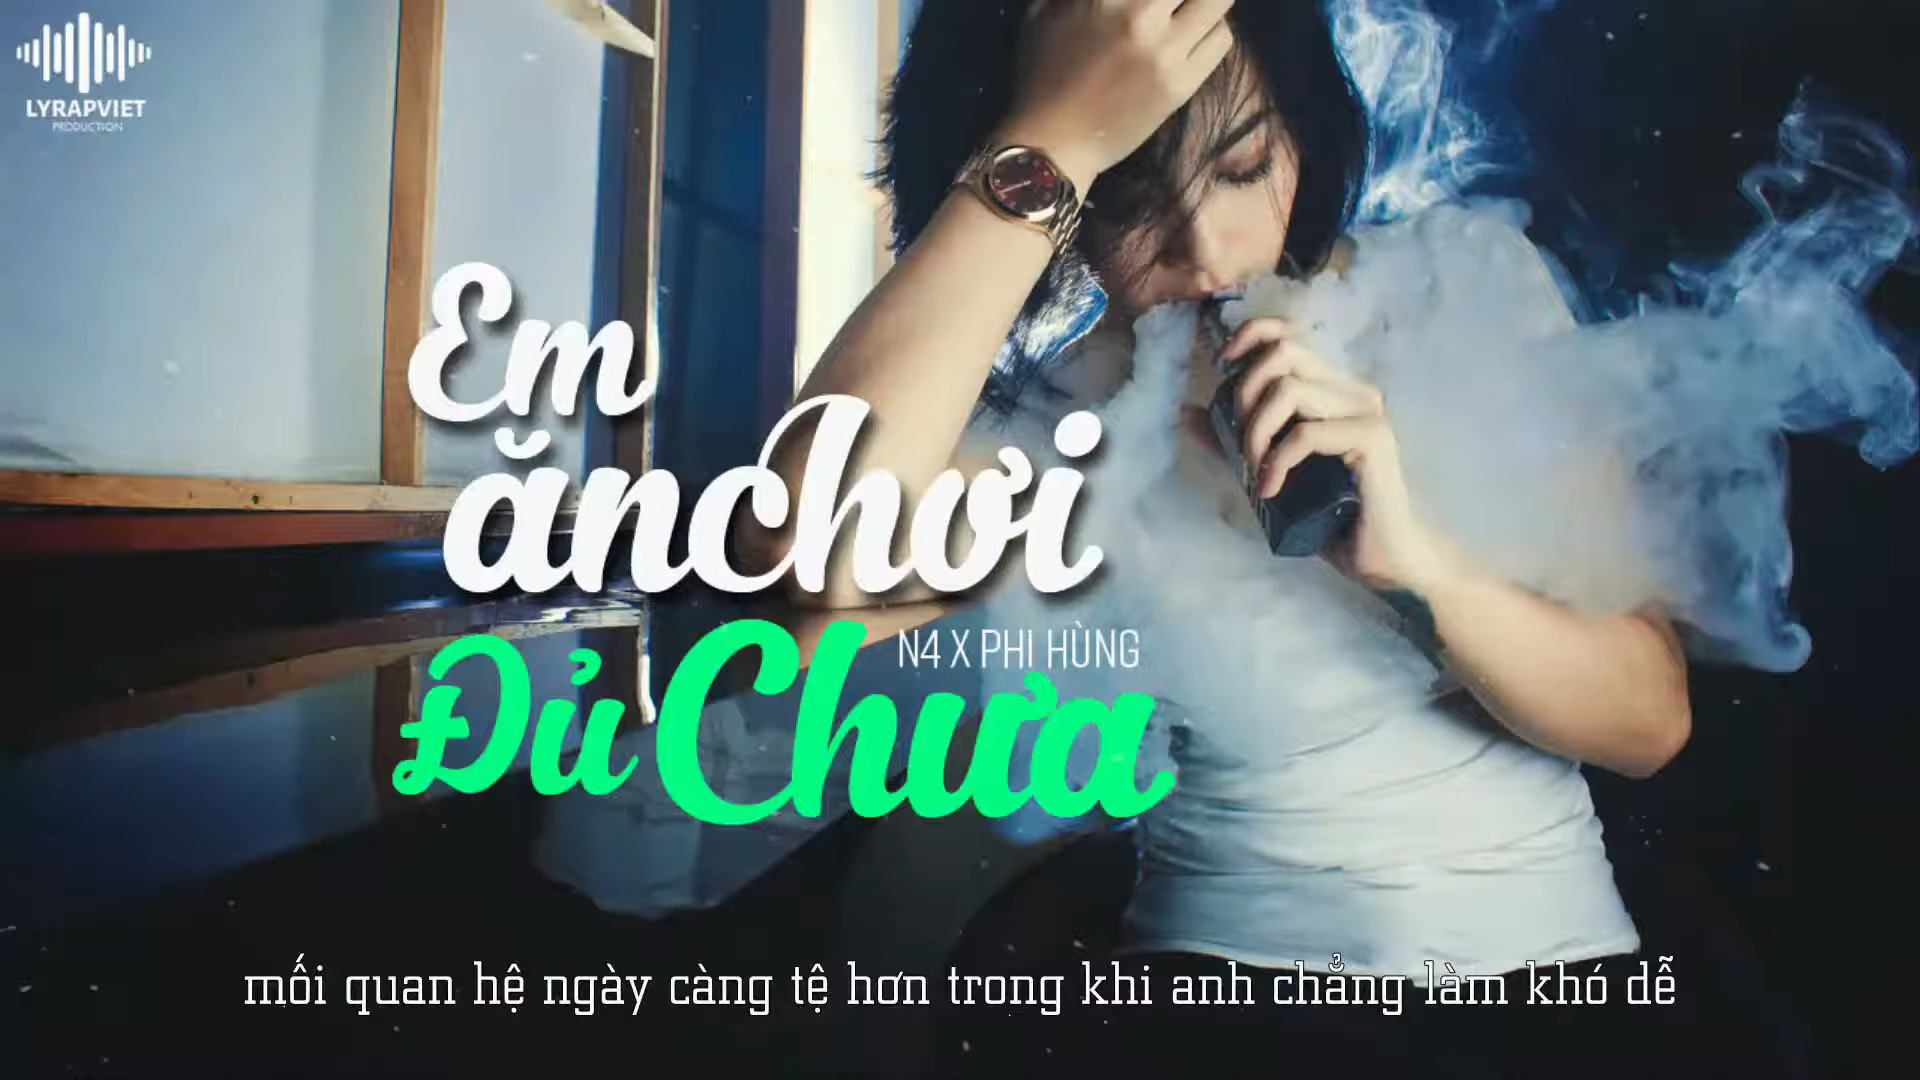 LYRAPVIET
PRODUCTION
Em
ăn chơi
N4 X PHI HÙNG
Đủ Chưa
mối quan hệ ngày càng tệ hơn trong khi anh chẳng làm khó dễ